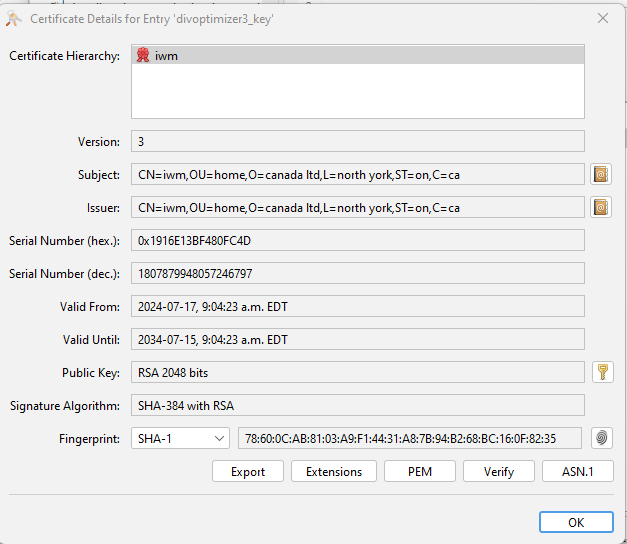 Certificate Details for Entry 'divoptimizer3_key'
Certificate Hierarchy: iwm
Version: 3
Subject: CN=iwm,OU=home,O=canada ltd,L=north york,ST=on,C=ca
Issuer: CN=iwm,OU=home,O=canada ltd,L=north york,ST=on,C=ca
Serial Number (hex.): 0x1916E13BF480FC4D
Serial Number (dec.): 1807879948057246797
Valid From: 2024-07-17, 9:04:23 a.m. EDT
Valid Until: 2034-07-15, 9:04:23 a.m. EDT
Public Key: RSA 2048 bits
Signature Algorithm: SHA-384 with RSA
Fingerprint: SHA-1 78:60:0C:AB:81:03:A9:F1:44:31:A8:7B:94:B2:68:BC:16:0F:82:35
Export Extensions PEM Verify ASN.1
OK